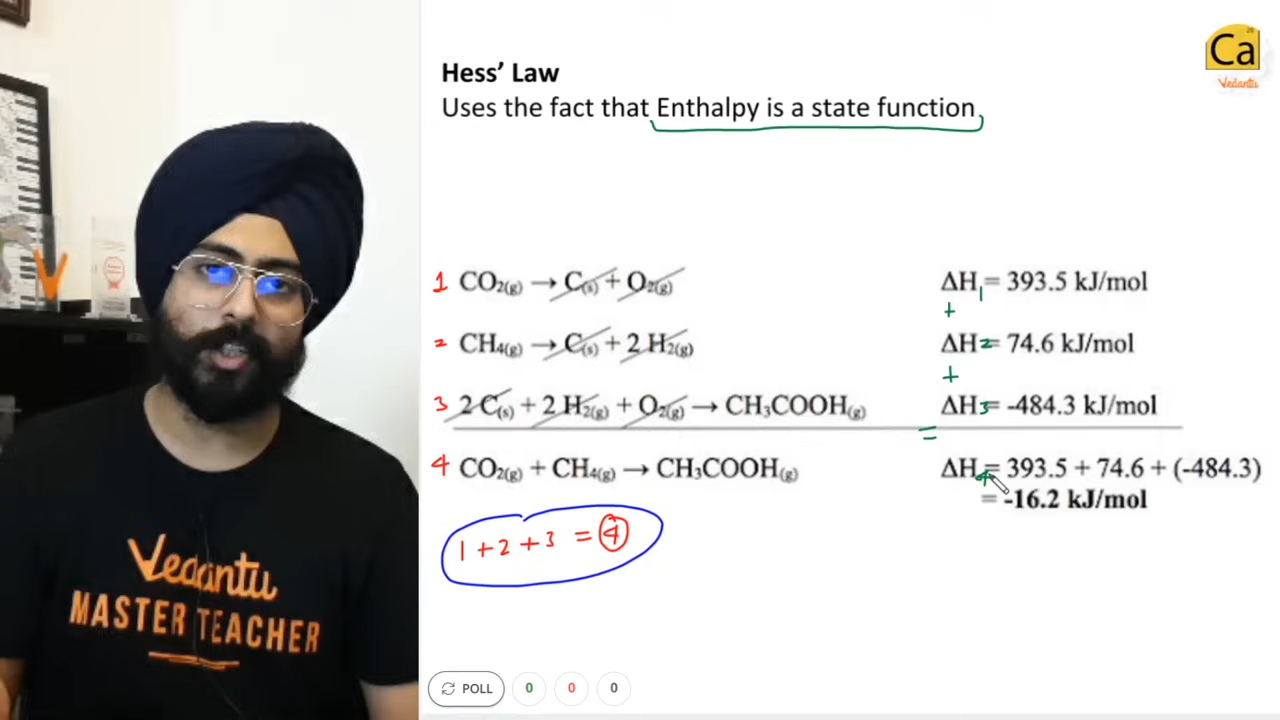 Ca
Vedantu
Hess' Law
Uses the fact that Enthalpy is a state function
1 CO₂(g) → C(s) + O₂(g) ΔH₁ = 393.5 kJ/mol
+
2 CH₄(g) → C(s) + 2 H₂(g) ΔH₂ = 74.6 kJ/mol
+
3 2 C(s) + 2 H₂(g) + O₂(g) → CH₃COOH(g) ΔH₃ = -484.3 kJ/mol
=
4 CO₂(g) + CH₄(g) → CH₃COOH(g) ΔH₄ = 393.5 + 74.6 + (-484.3)
= -16.2 kJ/mol
1 + 2 + 3 = 4
Vedantu
MASTER TEACHER
POLL 0 0 0